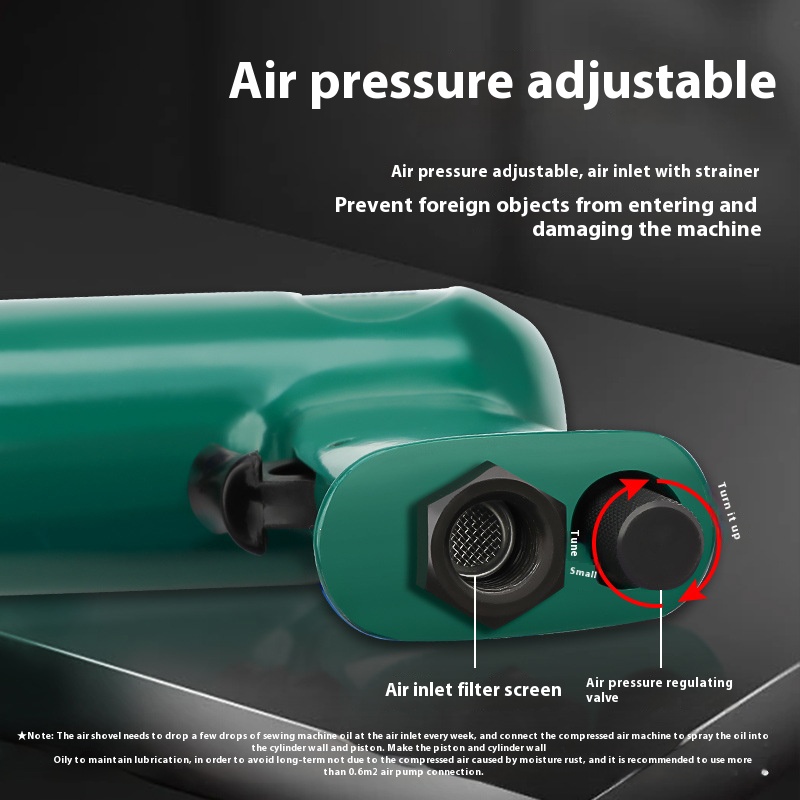 Air pressure adjustable
Air pressure adjustable, air inlet with strainer
Prevent foreign objects from entering and
damaging the machine
Turn it up
Tune
Small
Air inlet filter screen
Air pressure regulating
valve
★Note: The air shovel needs to drop a few drops of sewing machine oil at the air inlet every week, and connect the compressed air machine to spray the oil into
the cylinder wall and piston. Make the piston and cylinder wall
Oily to maintain lubrication, in order to avoid long-term not due to the compressed air caused by moisture rust, and it is recommended to use more
than 0.6m2 air pump connection.